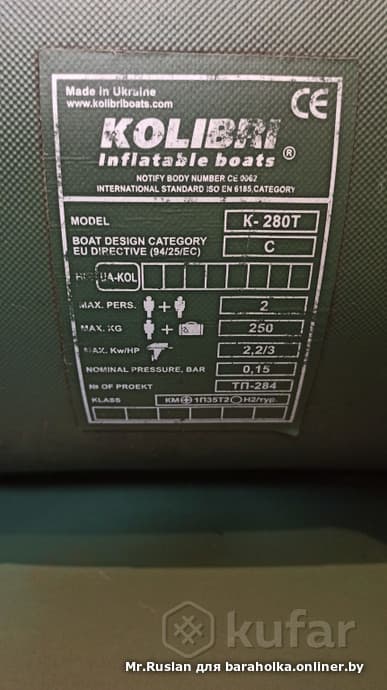 Made in Ukraine
www.kolibriboats.com
CE
KOLIBRI
Inflatable boats ®
NOTIFY BODY NUMBER CE 0062
INTERNATIONAL STANDARD ISO EN 6185,CATEGORY
MODEL K-280T
BOAT DESIGN CATEGORY
EU DIRECTIVE (94/25/EC) C
UA-KOL
MAX. PERS. + 2
MAX. KG + 250
MAX. Kw/HP 2,2/3
NOMINAL PRESSURE, BAR 0,15
№ OF PROEKT ТП-284
KLASS КМ 1П35Т2 Н2/гур.
kufar
Mr.Ruslan для baraholka.onliner.by